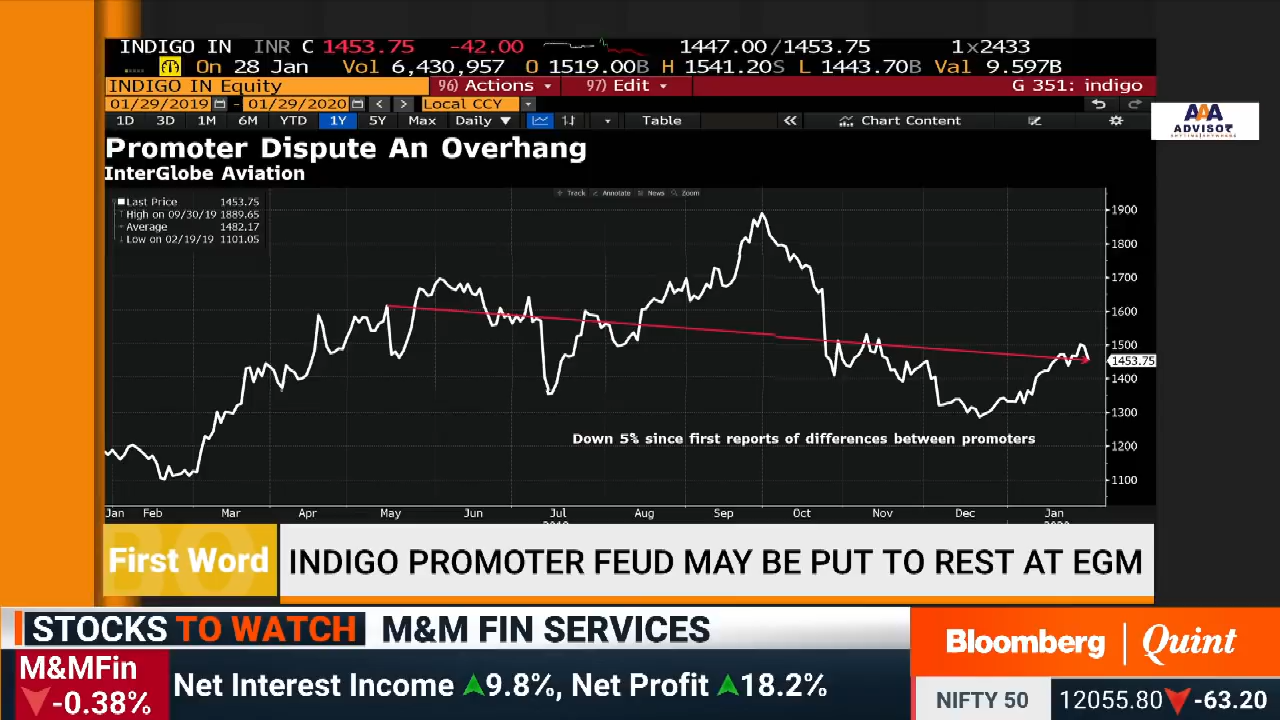 INDIGO IN INR C 1453.75 -42.00 1447.00/1453.75 1x2433
On 28 Jan Vol 6,430,957 O 1519.00B H 1541.20S L 1443.70B Val 9.597B
INDIGO IN Equity 96) Actions 97) Edit G 351: indigo
01/29/2019 - 01/29/2020 < > Local CCY
1D 3D 1M 6M YTD 1Y 5Y Max Daily Table Chart Content
AAA
ADVISOR
Promoter Dispute An Overhang
InterGlobe Aviation
Track Annotate News Zoom
Last Price 1453.75
High on 09/30/19 1889.65
Average 1482.17
Low on 02/19/19 1101.05
1900
1800
1700
1600
1500
1453.75
1400
1300
1200
1100
Down 5% since first reports of differences between promoters
Jan Feb Mar Apr May Jun Jul Aug Sep Oct Nov Dec Jan
First Word INDIGO PROMOTER FEUD MAY BE PUT TO REST AT EGM
STOCKS TO WATCH M&M FIN SERVICES
M&MFin
-0.38%
Net Interest Income 9.8%, Net Profit 18.2%
Bloomberg | Quint
NIFTY 50 12055.80 -63.20